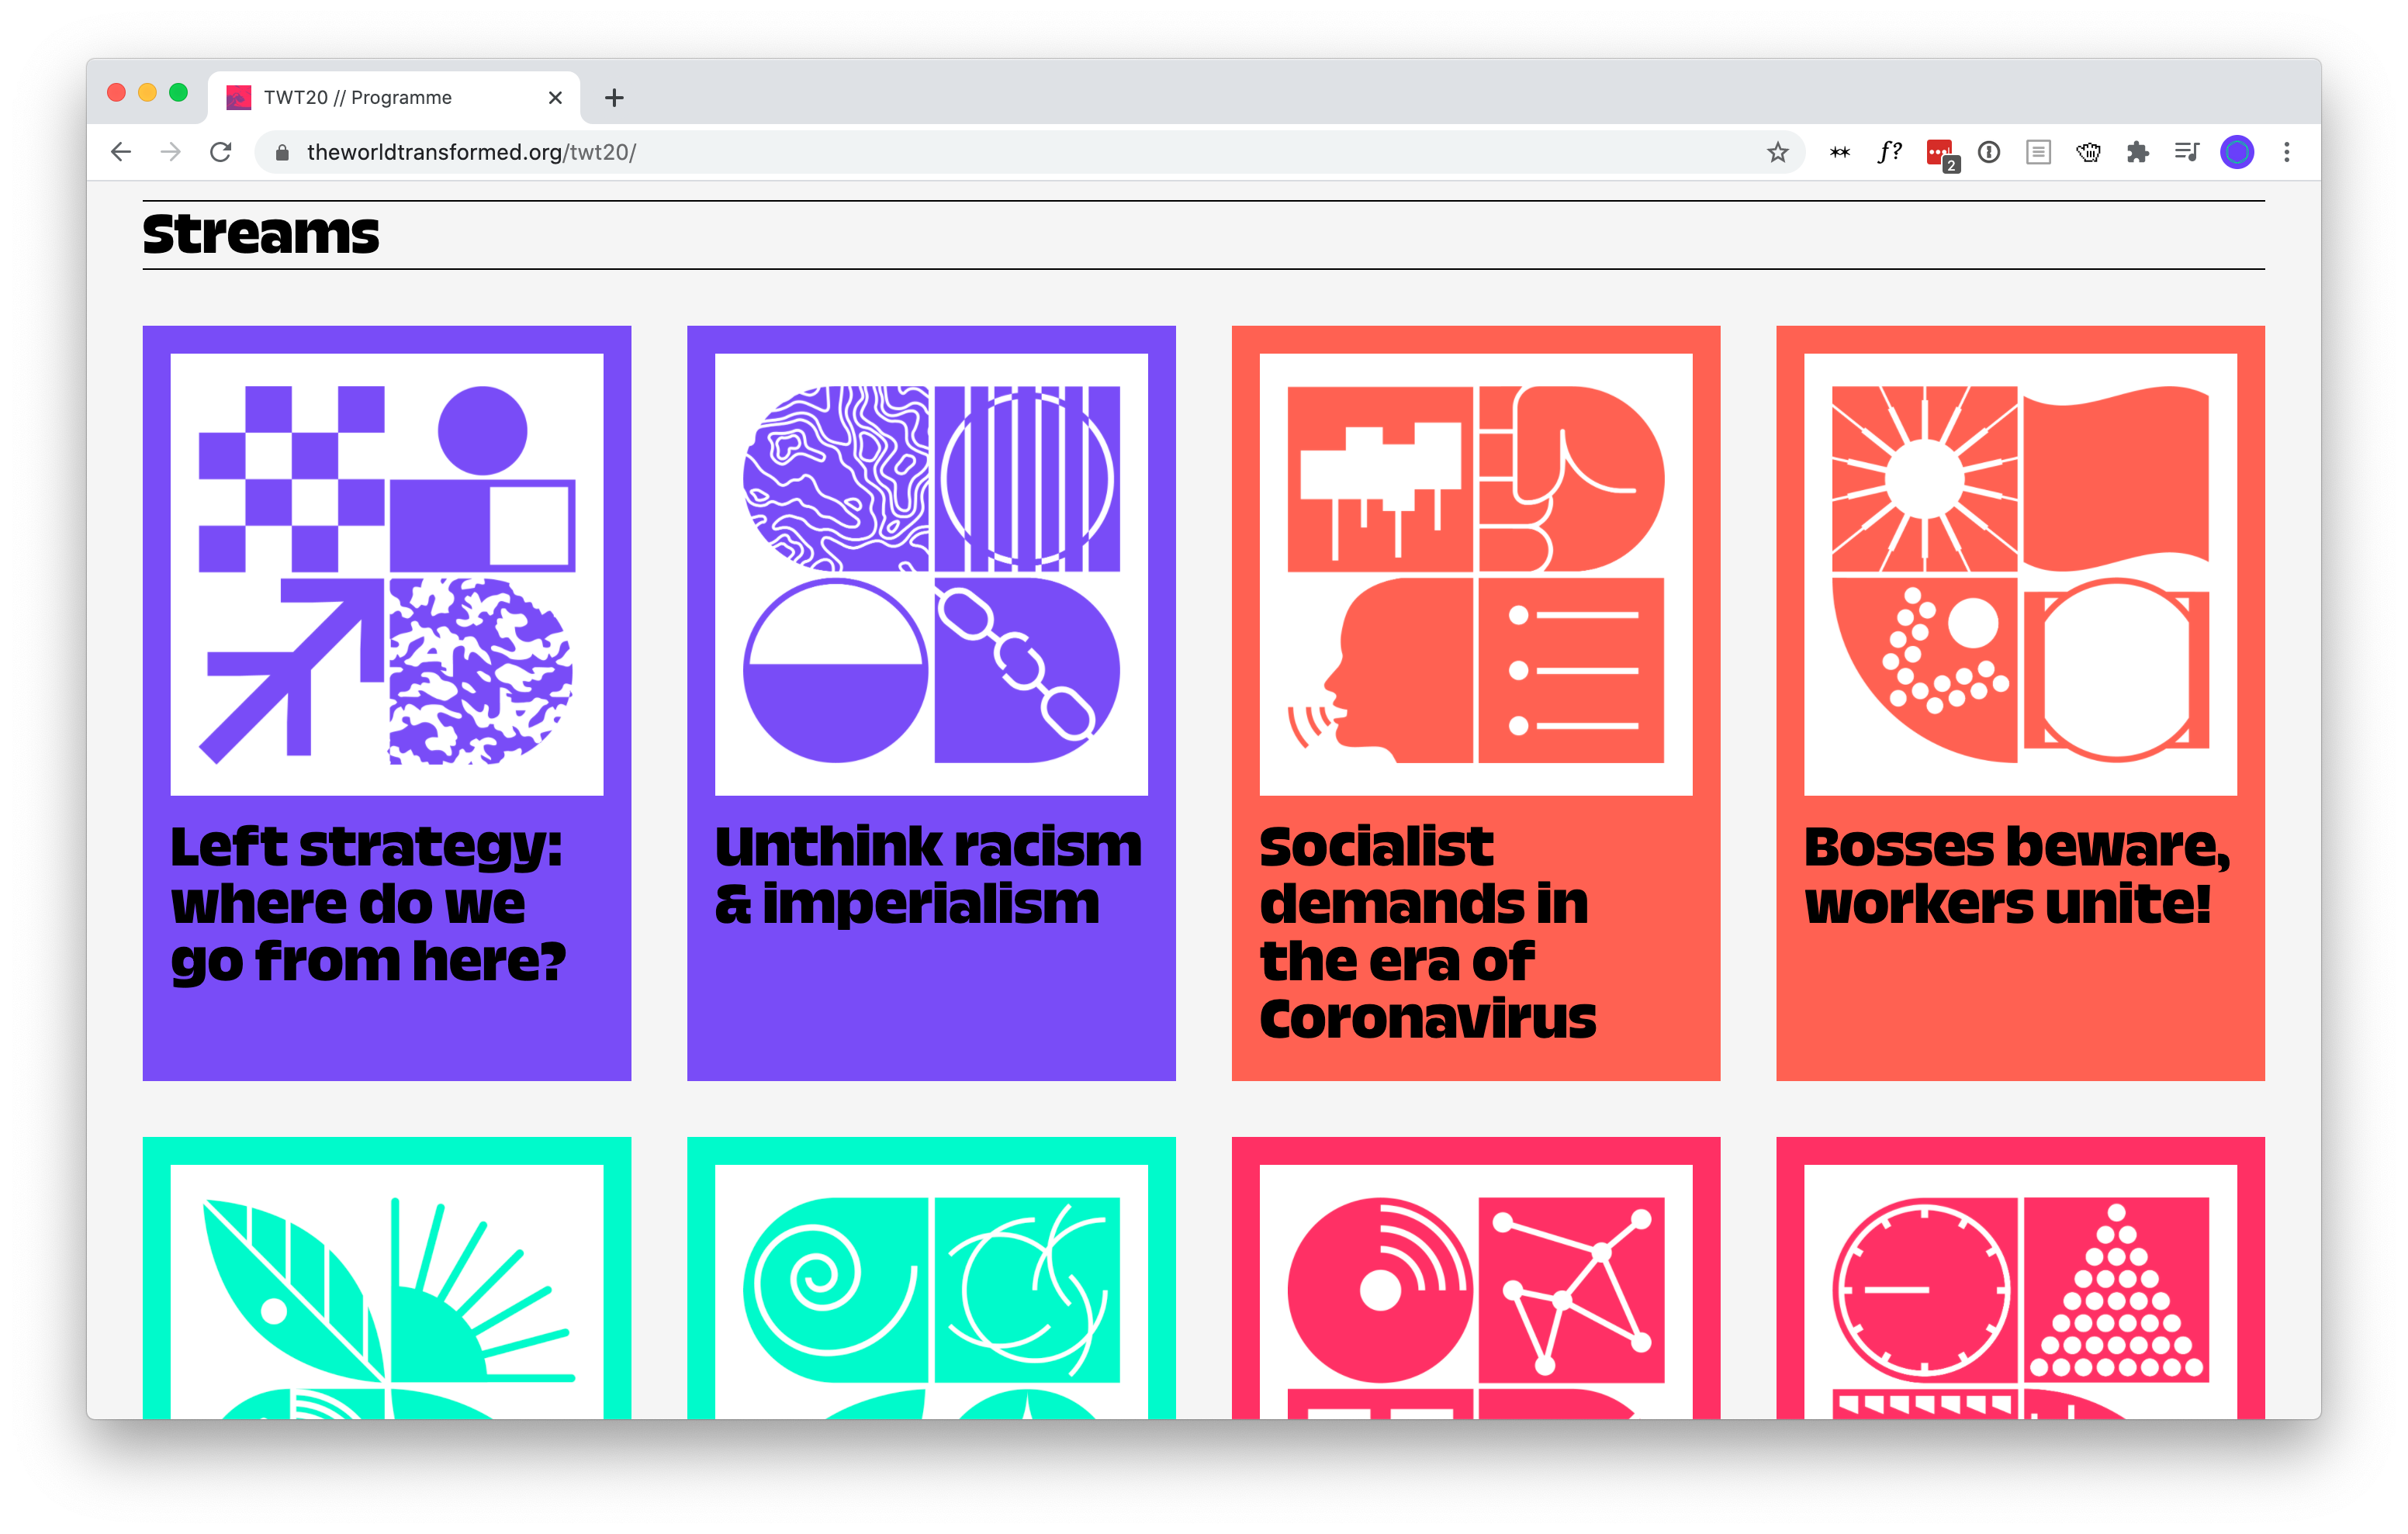 TWT20 // Programme
theworldtransformed.org/twt20/
f?
2
Streams
Left strategy:
where do we
go from here?
Unthink racism
& imperialism
Socialist
demands in
the era of
Coronavirus
Bosses beware,
workers unite!